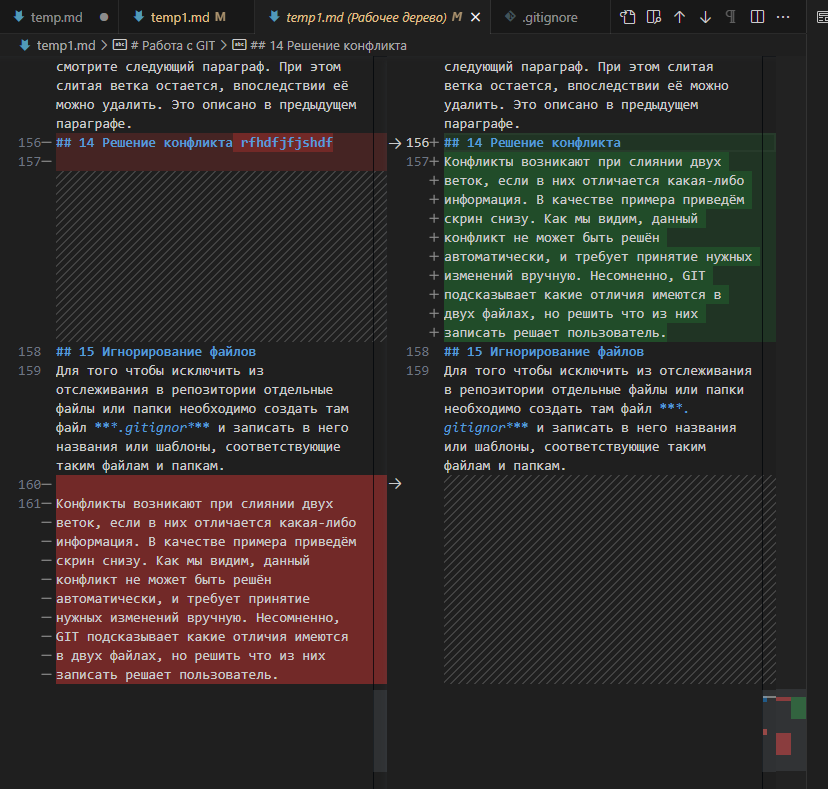 temp.md
temp1.md M
temp1.md (Рабочее дерево) M
.gitignore
temp1.md > # Работа с GIT > ## 14 Решение конфликта
смотрите следующий параграф. При этом
слитая ветка остается, впоследствии её
можно удалить. Это описано в предыдущем
параграфе.
156— ## 14 Решение конфликта rfhdfjfjshdf
157—
158 ## 15 Игнорирование файлов
159 Для того чтобы исключить из
отслеживания в репозитории отдельные
файлы или папки необходимо создать там
файл ***.gitignor*** и записать в него
названия или шаблоны, соответствующие
таким файлам и папкам.
160—
161— Конфликты возникают при слиянии двух
— веток, если в них отличается какая-либо
— информация. В качестве примера приведём
— скрин снизу. Как мы видим, данный
— конфликт не может быть решён
— автоматически, и требует принятие
— нужных изменений вручную. Несомненно,
— GIT подсказывает какие отличия имеются
— в двух файлах, но решить что из них
— записать решает пользователь.
следующий параграф. При этом слитая
ветка остается, впоследствии её можно
удалить. Это описано в предыдущем
параграфе.
156+ ## 14 Решение конфликта
157+ Конфликты возникают при слиянии двух
+ веток, если в них отличается какая-либо
+ информация. В качестве примера приведём
+ скрин снизу. Как мы видим, данный
+ конфликт не может быть решён
+ автоматически, и требует принятие нужных
+ изменений вручную. Несомненно, GIT
+ подсказывает какие отличия имеются в
+ двух файлах, но решить что из них
+ записать решает пользователь.
158 ## 15 Игнорирование файлов
159 Для того чтобы исключить из отслеживания
в репозитории отдельные файлы или папки
необходимо создать там файл ***.
gitignor*** и записать в него названия
или шаблоны, соответствующие таким
файлам и папкам.